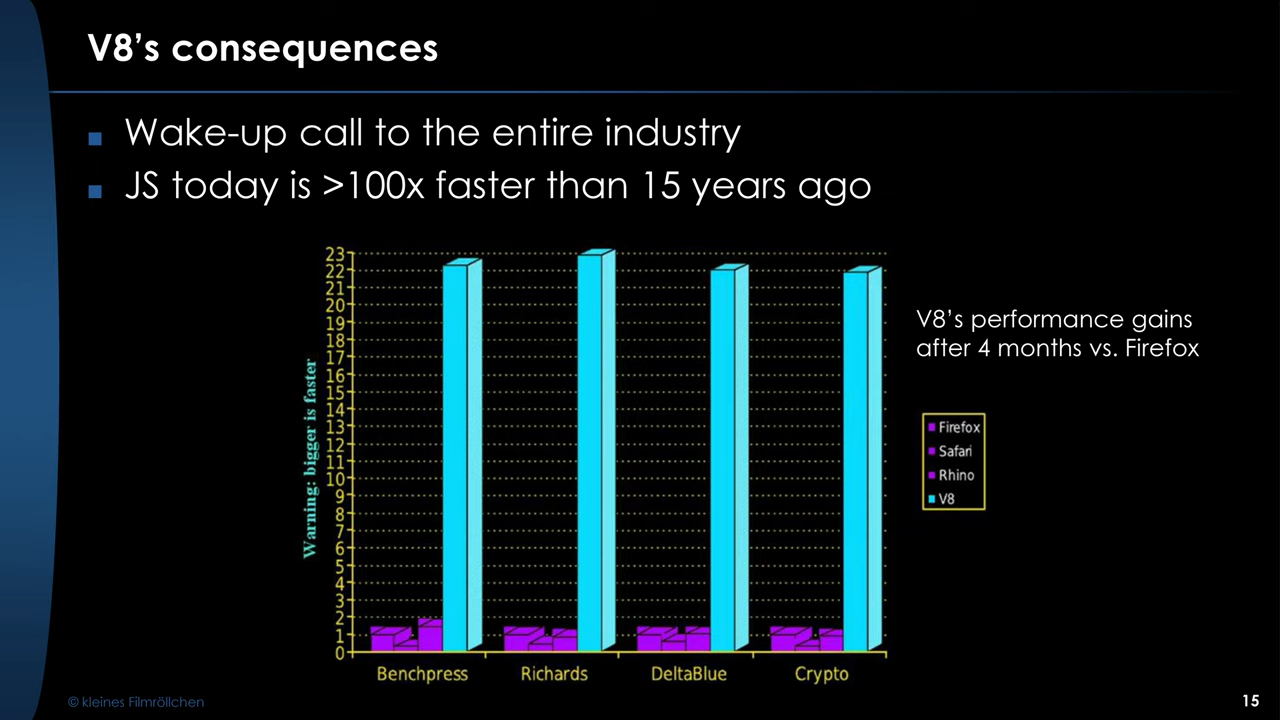 V8’s consequences
Wake-up call to the entire industry
JS today is >100x faster than 15 years ago
V8’s performance gains
after 4 months vs. Firefox
Warning: bigger is faster
23
22
21
20
19
18
17
16
15
14
13
12
11
10
9
8
7
6
5
4
3
2
1
0
Benchpress Richards DeltaBlue Crypto
Firefox
Safari
Rhino
V8
© kleines Filmröllchen
15